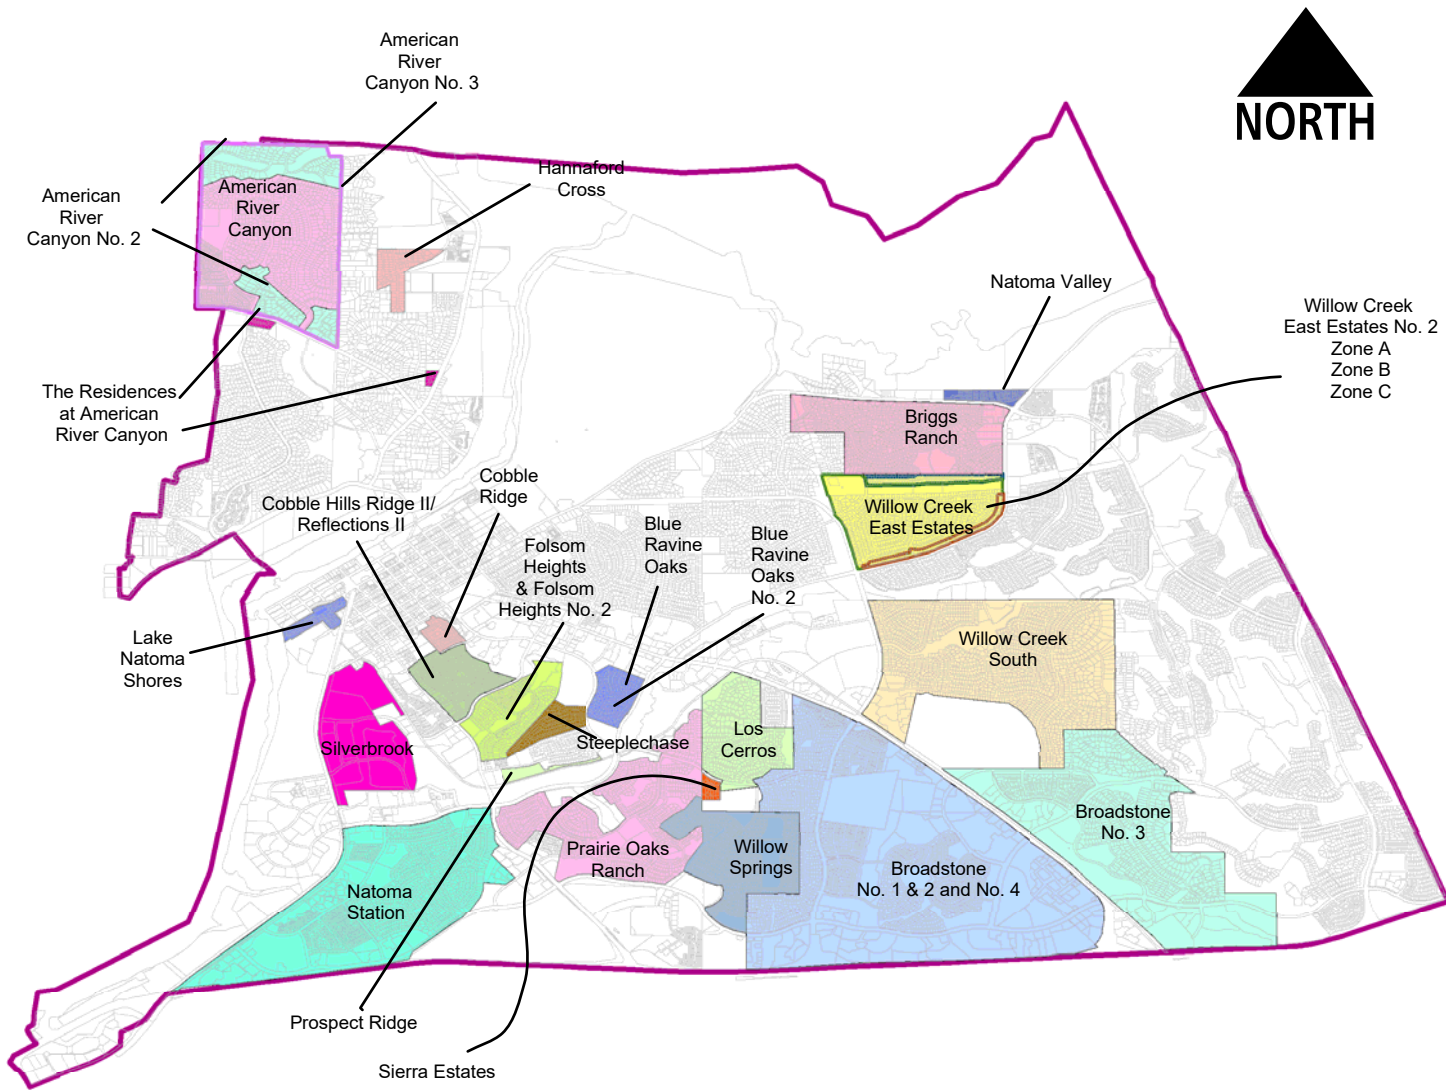 American
River
Canyon No. 3
NORTH
Hannaford
Cross
American
River
Canyon No. 2
American
River
Canyon
Natoma Valley
Willow Creek
East Estates No. 2
Zone A
Zone B
Zone C
The Residences
at American
River Canyon
Briggs
Ranch
Cobble
Ridge
Cobble Hills Ridge II/
Reflections II
Willow Creek
East Estates
Blue
Ravine
Oaks
Blue
Ravine
Oaks
No. 2
Folsom
Heights
& Folsom
Heights No. 2
Lake
Natoma
Shores
Willow Creek
South
Silverbrook
Steeplechase
Los
Cerros
Broadstone
No. 3
Prairie Oaks
Ranch
Willow
Springs
Broadstone
No. 1 & 2 and No. 4
Natoma
Station
Prospect Ridge
Sierra Estates